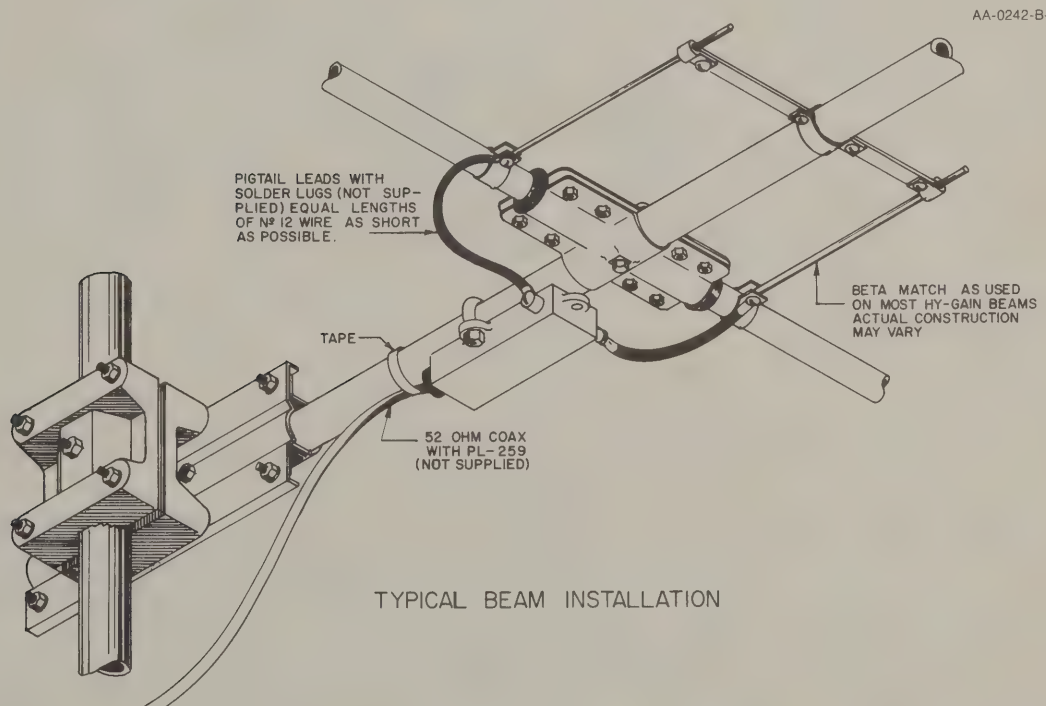 AA-0242-B-
PIGTAIL LEADS WITH
SOLDER LUGS (NOT SUP-
PLIED) EQUAL LENGTHS
OF Nº 12 WIRE AS SHORT
AS POSSIBLE.
BETA MATCH AS USED
ON MOST HY-GAIN BEAMS
ACTUAL CONSTRUCTION
MAY VARY
TAPE
52 OHM COAX
WITH PL-259
(NOT SUPPLIED)
TYPICAL BEAM INSTALLATION